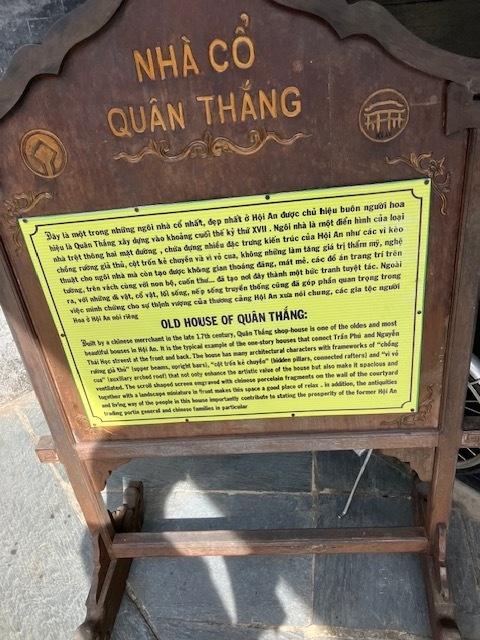 NHÀ CỔ
QUÂN THẮNG
Đây là một trong những ngôi nhà cổ nhất, đẹp nhất ở Hội An được chủ hiệu buôn người hoa
hiệu là Quân Thắng xây dựng vào khoảng cuối thế kỷ thứ XVII . Ngôi nhà là một điển hình của loại
nhà trệt thông hai mặt đường , chứa đựng nhiều đặc trưng kiến trúc của Hội An như các vì kèo
chồng rường giả thủ, cột trốn kẻ chuyền và vì vỏ cua, không những làm tăng giá trị thẩm mỹ, nghệ
thuật cho ngôi nhà mà còn tạo được không gian thoáng đãng, mát mẻ. các đồ án trang trí trên
tường, trên vách cùng với non bộ, cuốn thư... đã tạo nơi đây thành một bức tranh tuyệt tác. Ngoài
ra, với những di vật, cổ vật, lối sống, nếp sống truyền thống cũng đã góp phần quan trọng trong
việc minh chứng cho sự thịnh vượng của thương cảng Hội An xưa nói chung, các gia tộc người
Hoa ở Hội An nói riêng
OLD HOUSE OF QUÂN THẮNG:
Built by a chinese merchant in the late 17th century, Quân Thắng shop-house is one of the oldes and most
beautiful houses in Hội An. It is the typical example of the one-story houses that conect Trần Phú and Nguyễn
Thái Học streest at the front and back. The house has many architectural characters with frameworks of "chồng
rường giả thủ" (upper beams, upright bars), "cột trốn kẻ chuyền" (hidden pillars, connected rafters) and "vì vỏ
cua" (auxiliary orched roof) that not only enhance the artistic value of the house but also make it spacious and
ventilated. The scroll shaped screen engraved with chinese porcelain fragments on the wall of the courtyard
together with a landscape miniature in front makes this space a good place of relax . in addition, the antiquities
and living way of the people in this house importantly contribute to stating the prosperity of the former Hội An
trading portin general and chinese families in particular